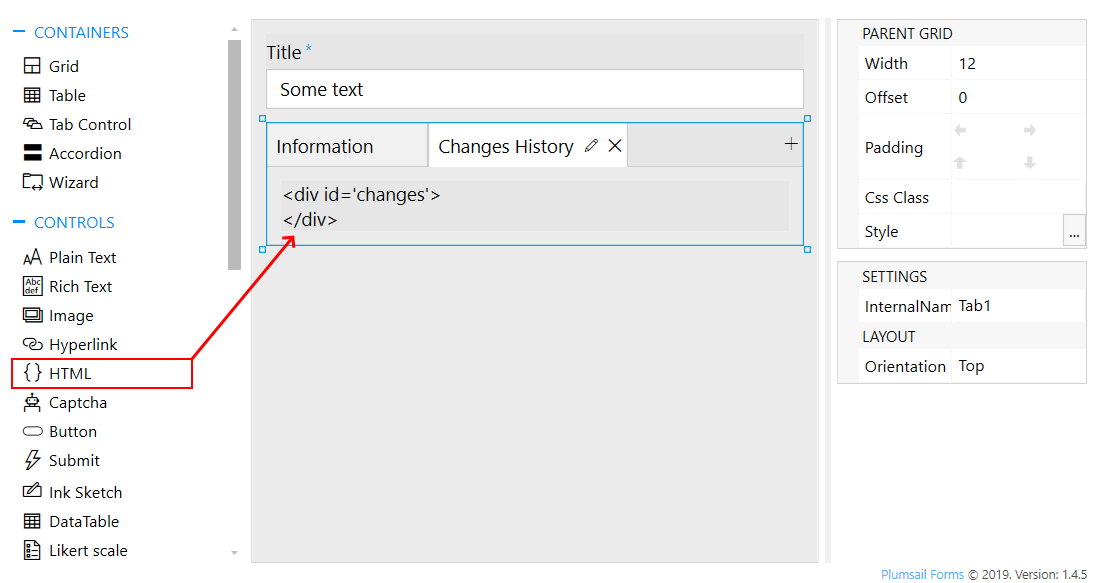 CONTAINERS
Grid
Table
Tab Control
Accordion
Wizard
CONTROLS
Plain Text
Abc
def
Rich Text
Image
Hyperlink
{} HTML
Captcha
Button
Submit
Ink Sketch
DataTable
Likert scale
Title *
Some text
Information
Changes History
+
<div id='changes'>
</div>
PARENT GRID
Width 12
Offset 0
Padding
Css Class
Style ...
SETTINGS
InternalNam Tab1
LAYOUT
Orientation Top
Plumsail Forms © 2019. Version: 1.4.5